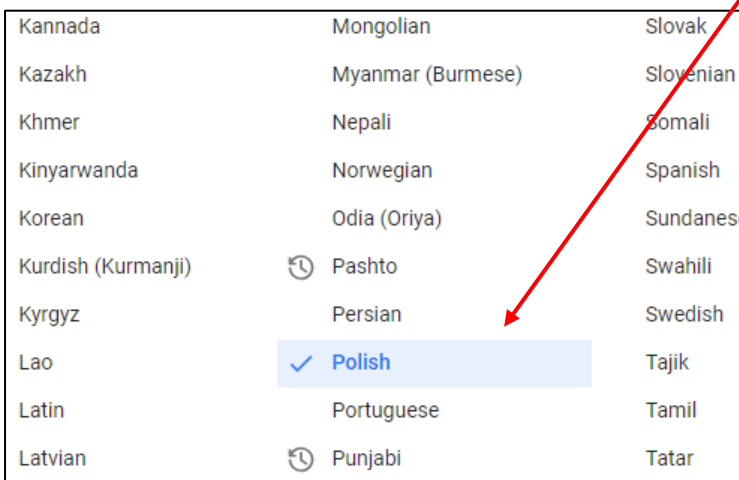 Kannada
Kazakh
Khmer
Kinyarwanda
Korean
Kurdish (Kurmanji)
Kyrgyz
Lao
Latin
Latvian
Mongolian
Myanmar (Burmese)
Nepali
Norwegian
Odia (Oriya)
Pashto
Persian
Polish
Portuguese
Punjabi
Slovak
Slovenian
Somali
Spanish
Sundanes
Swahili
Swedish
Tajik
Tamil
Tatar